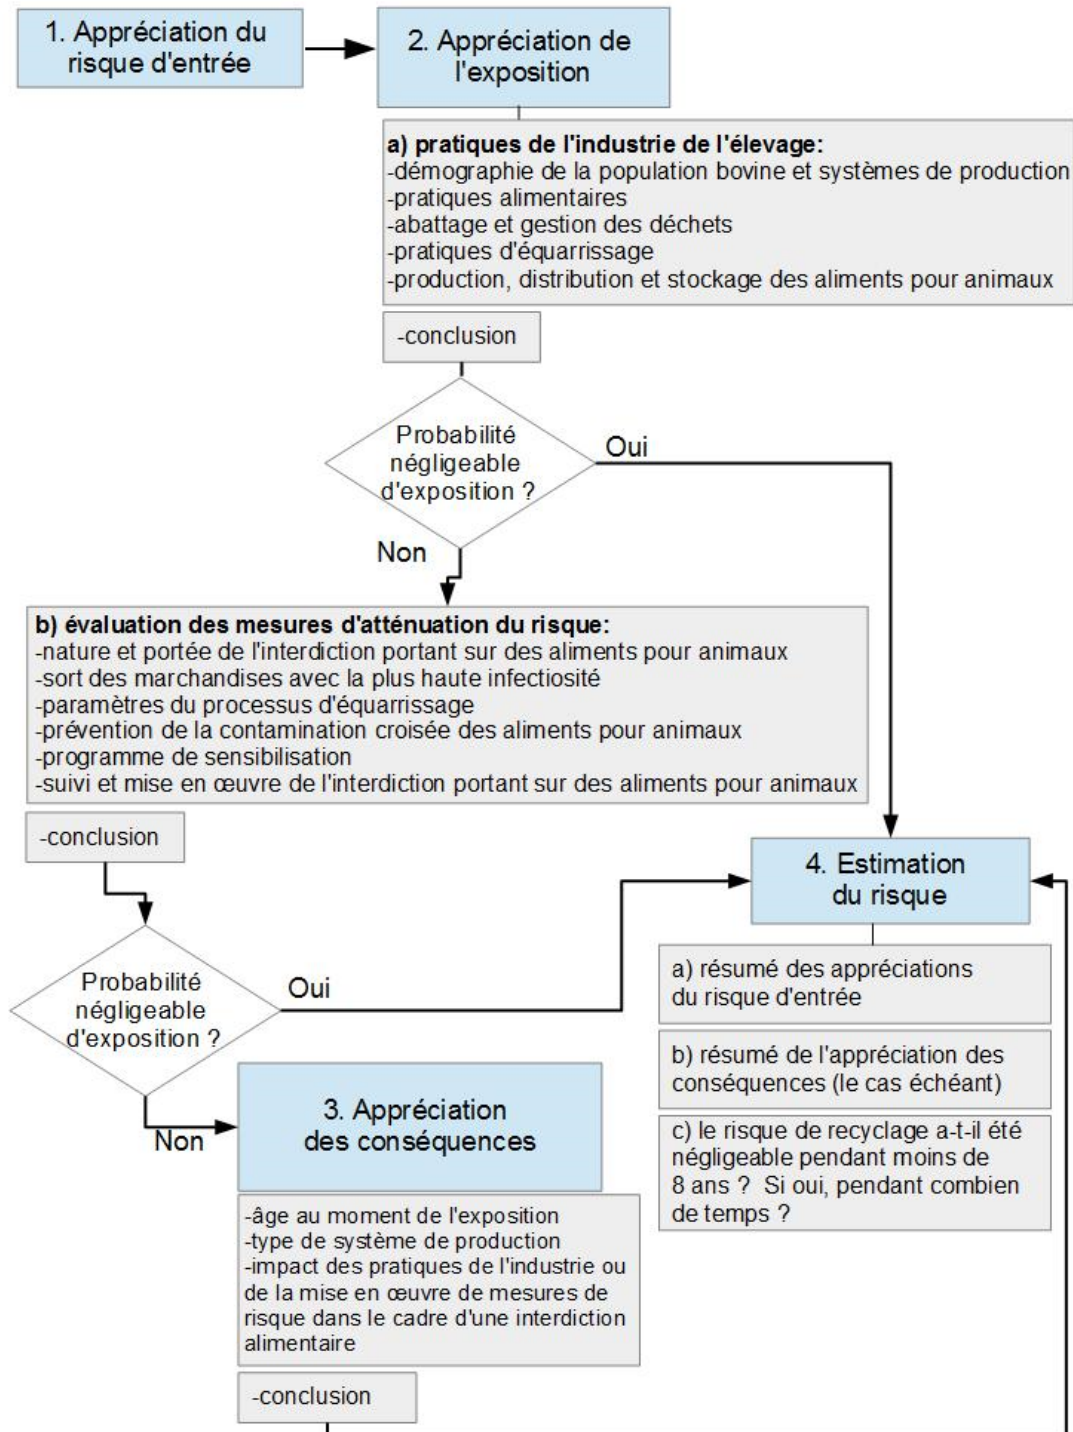 1. Appréciation du
risque d'entrée
2. Appréciation de
l'exposition
a) pratiques de l'industrie de l'élevage:
-démographie de la population bovine et systèmes de production
-pratiques alimentaires
-abattage et gestion des déchets
-pratiques d'équarrissage
-production, distribution et stockage des aliments pour animaux
-conclusion
Probabilité
négligeable
d'exposition ?
Oui
Non
b) évaluation des mesures d'atténuation du risque:
-nature et portée de l'interdiction portant sur des aliments pour animaux
-sort des marchandises avec la plus haute infectiosité
-paramètres du processus d'équarrissage
-prévention de la contamination croisée des aliments pour animaux
-programme de sensibilisation
-suivi et mise en œuvre de l'interdiction portant sur des aliments pour animaux
-conclusion
Probabilité
négligeable
d'exposition ?
Oui
Non
3. Appréciation
des conséquences
-âge au moment de l'exposition
-type de système de production
-impact des pratiques de l'industrie ou
de la mise en œuvre de mesures de
risque dans le cadre d'une interdiction
alimentaire
-conclusion
4. Estimation
du risque
a) résumé des appréciations
du risque d'entrée
b) résumé de l'appréciation des
conséquences (le cas échéant)
c) le risque de recyclage a-t-il été
négligeable pendant moins de
8 ans ? Si oui, pendant combien
de temps ?